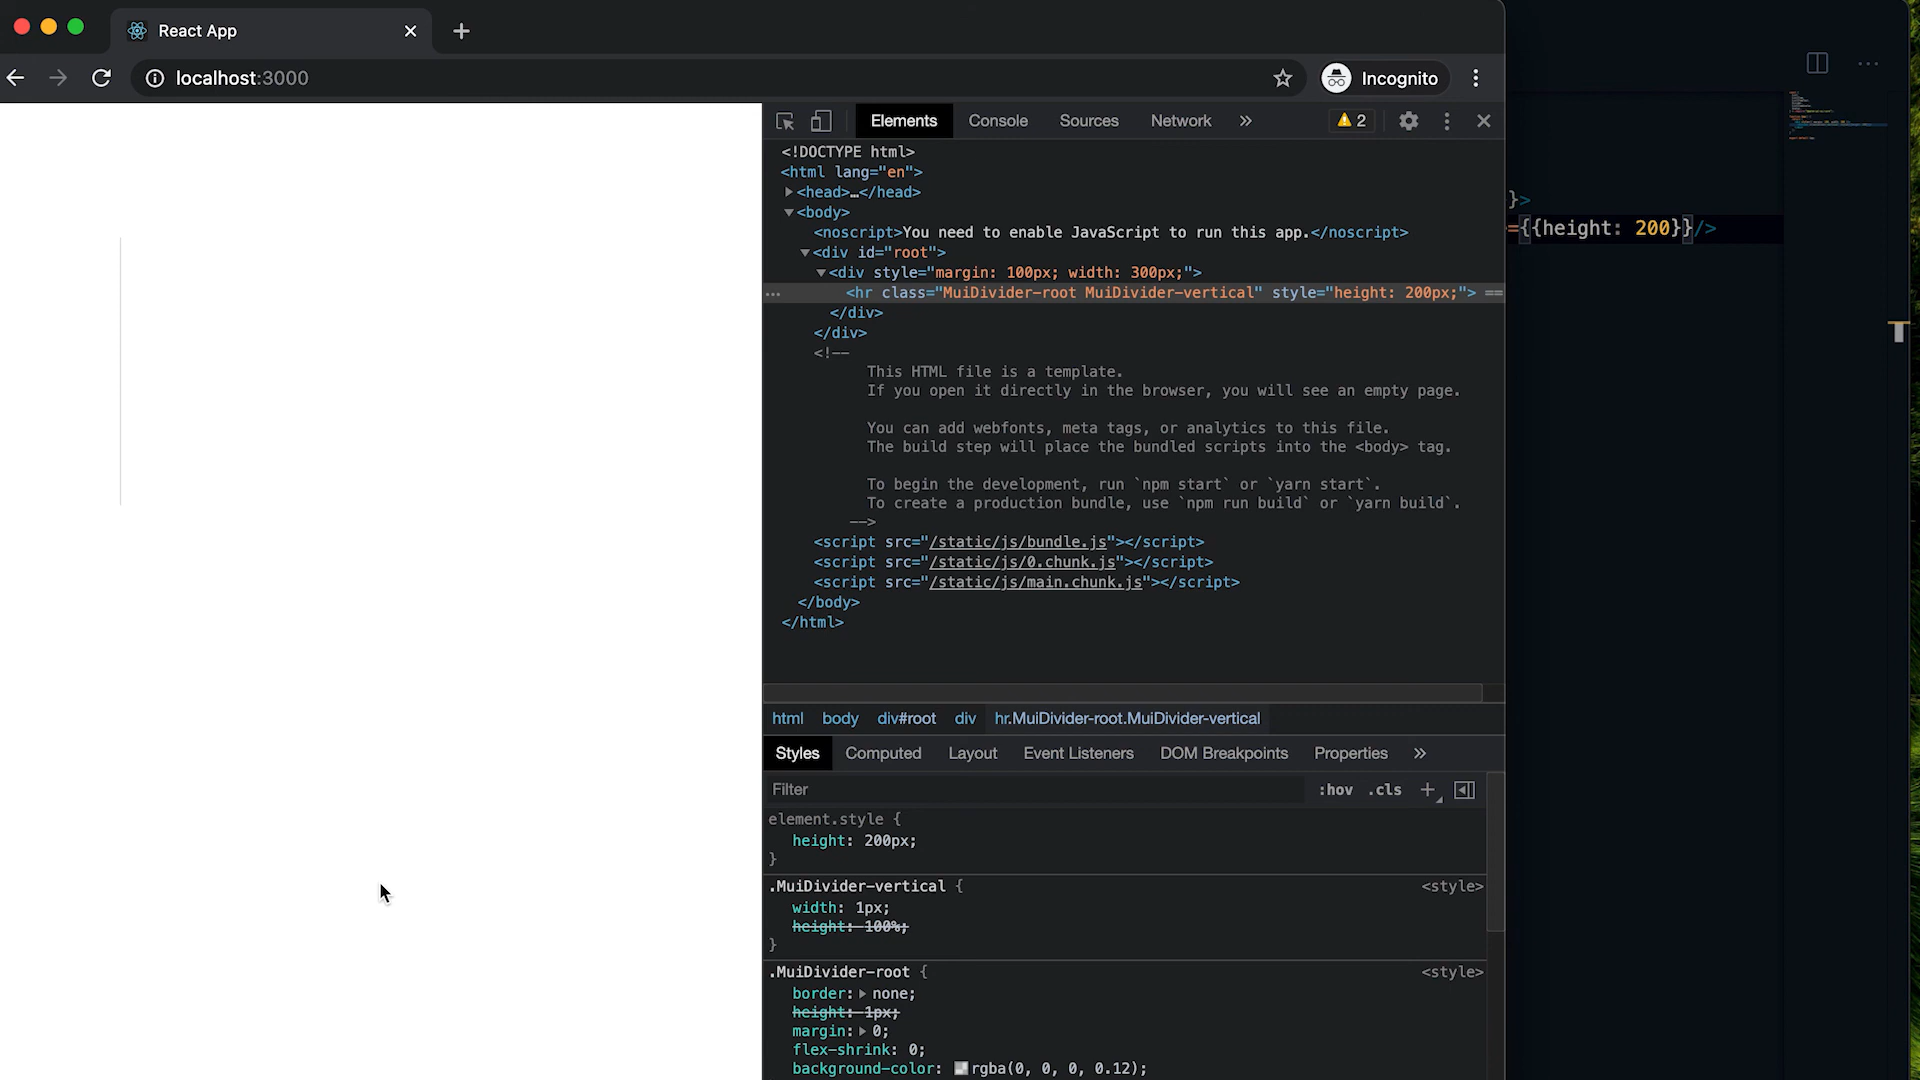 React App
localhost:3000
Incognito
Elements Console Sources Network » 2
<!DOCTYPE html>
<html lang="en">
<head>…</head>
<body>
<noscript>You need to enable JavaScript to run this app.</noscript>
<div id="root">
<div style="margin: 100px; width: 300px;">
… <hr class="MuiDivider-root MuiDivider-vertical" style="height: 200px;"> ==
</div>
</div>
<!--
This HTML file is a template.
If you open it directly in the browser, you will see an empty page.
You can add webfonts, meta tags, or analytics to this file.
The build step will place the bundled scripts into the <body> tag.
To begin the development, run `npm start` or `yarn start`.
To create a production bundle, use `npm run build` or `yarn build`.
-->
<script src="/static/js/bundle.js"></script>
<script src="/static/js/0.chunk.js"></script>
<script src="/static/js/main.chunk.js"></script>
</body>
</html>
html body div#root div hr.MuiDivider-root.MuiDivider-vertical
Styles Computed Layout Event Listeners DOM Breakpoints Properties »
Filter :hov .cls +
element.style {
height: 200px;
}
.MuiDivider-vertical { <style>
width: 1px;
height: 100%;
}
.MuiDivider-root { <style>
border: none;
height: 1px;
margin: 0;
flex-shrink: 0;
background-color: rgba(0, 0, 0, 0.12);
}>
={{height: 200}}/>